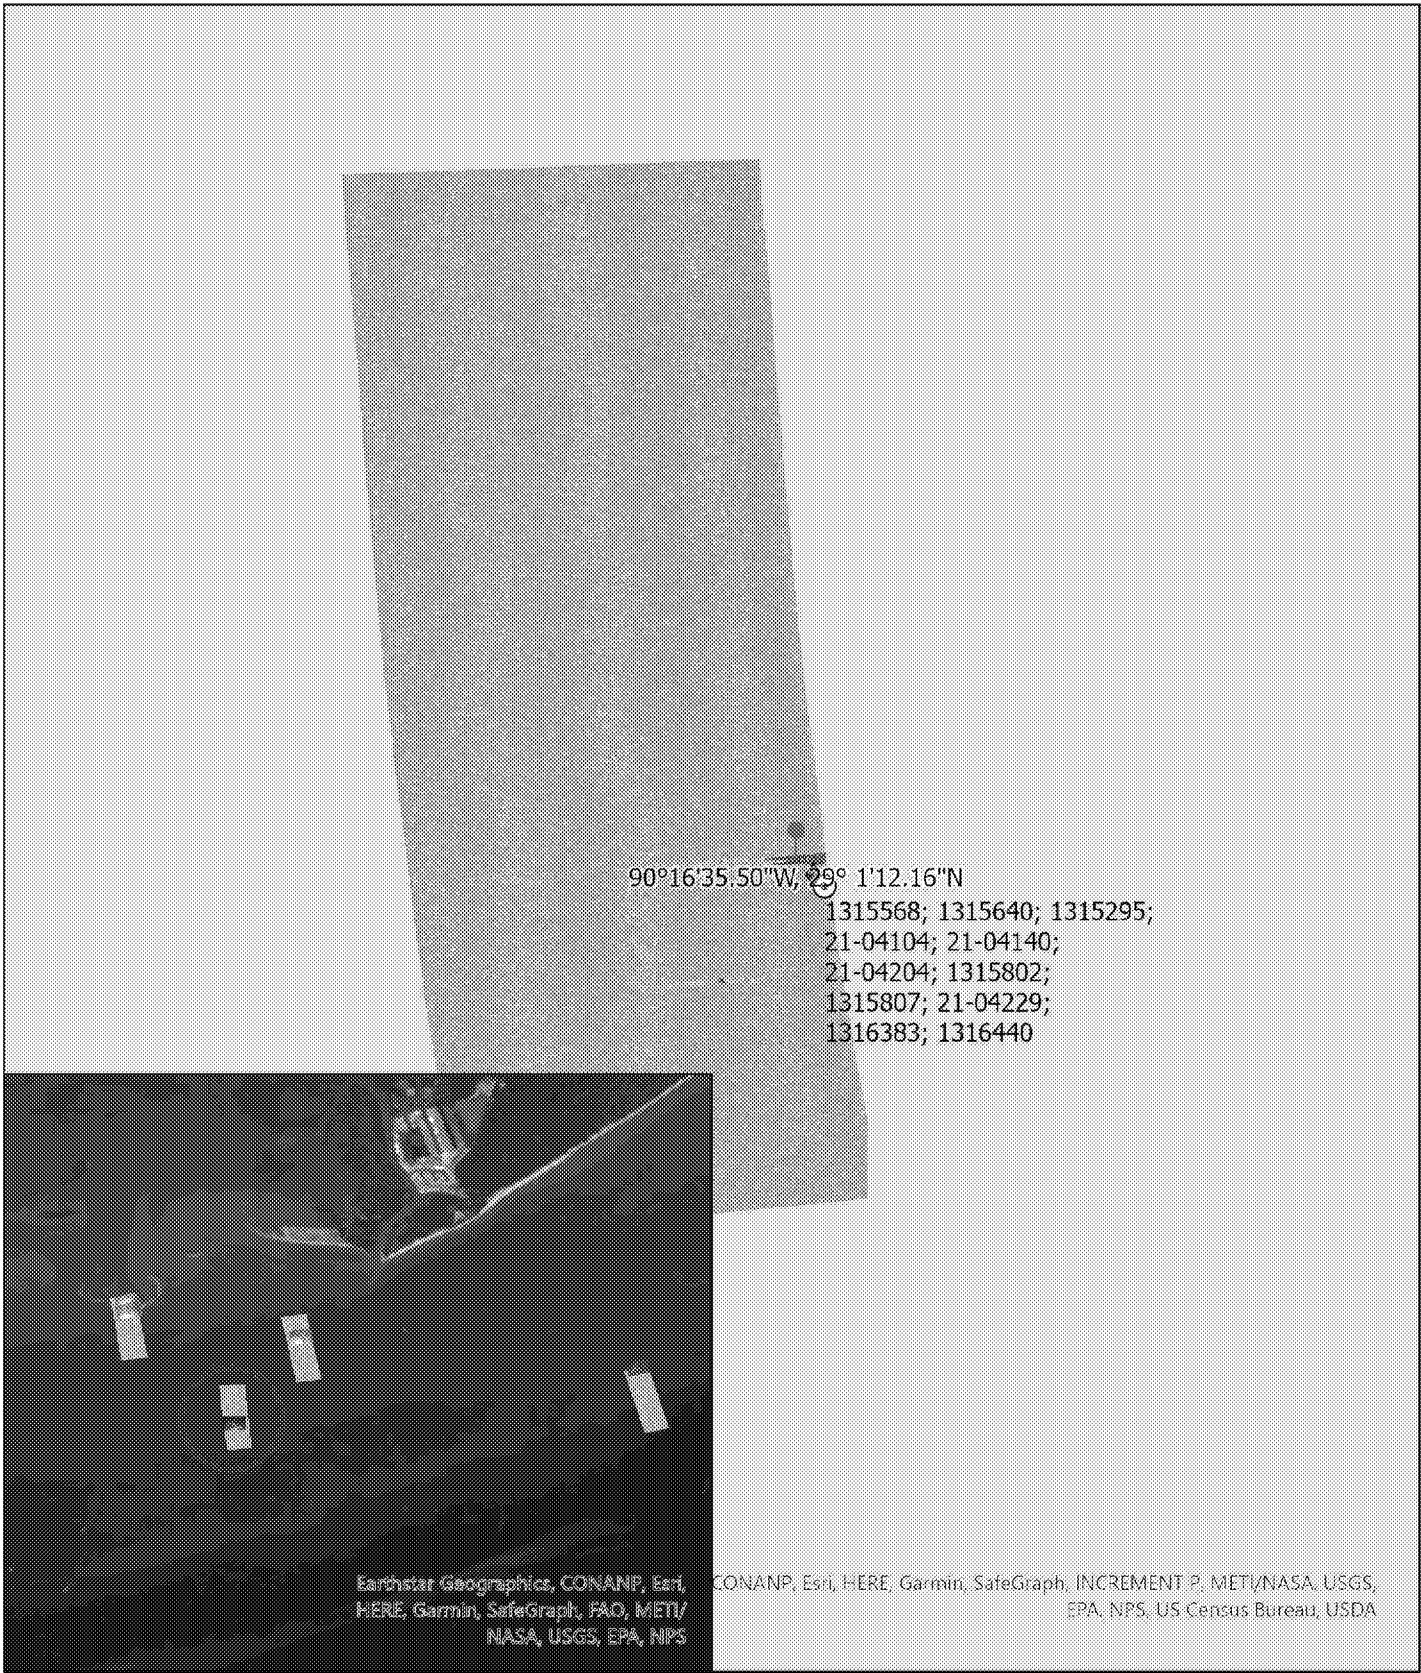 90°16'35.50"W, 29° 1'12.16"N
1315568; 1315640; 1315295;
21-04104; 21-04140;
21-04204; 1315802;
1315807; 21-04229;
1316383; 1316440
Earthstar Geographics, CONANP, Esri,
HERE, Garmin, SafeGraph, FAO, METI/
NASA, USGS, EPA, NPS
CONANP, Esri, HERE, Garmin, SafeGraph, INCREMENT P, METI/NASA, USGS,
EPA, NPS, US Census Bureau, USDA